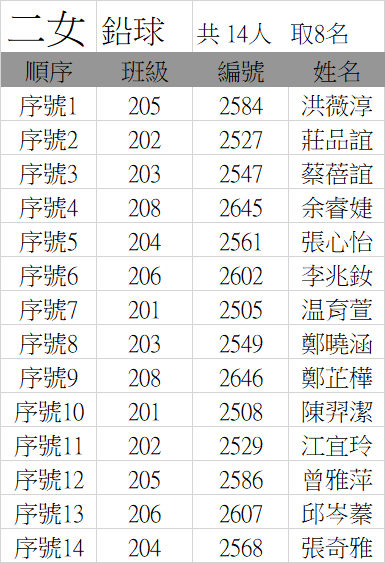 二女 鉛球 共 14人 取8名
順序 班級 編號 姓名
序號1 205 2584 洪薇淳
序號2 202 2527 莊品誼
序號3 203 2547 蔡蓓誼
序號4 208 2645 余睿婕
序號5 204 2561 張心怡
序號6 206 2602 李兆釹
序號7 201 2505 温育萱
序號8 203 2549 鄭曉涵
序號9 208 2646 鄭芷樺
序號10 201 2508 陳羿潔
序號11 202 2529 江宜玲
序號12 205 2586 曾雅萍
序號13 206 2607 邱岑蓁
序號14 204 2568 張奇雅